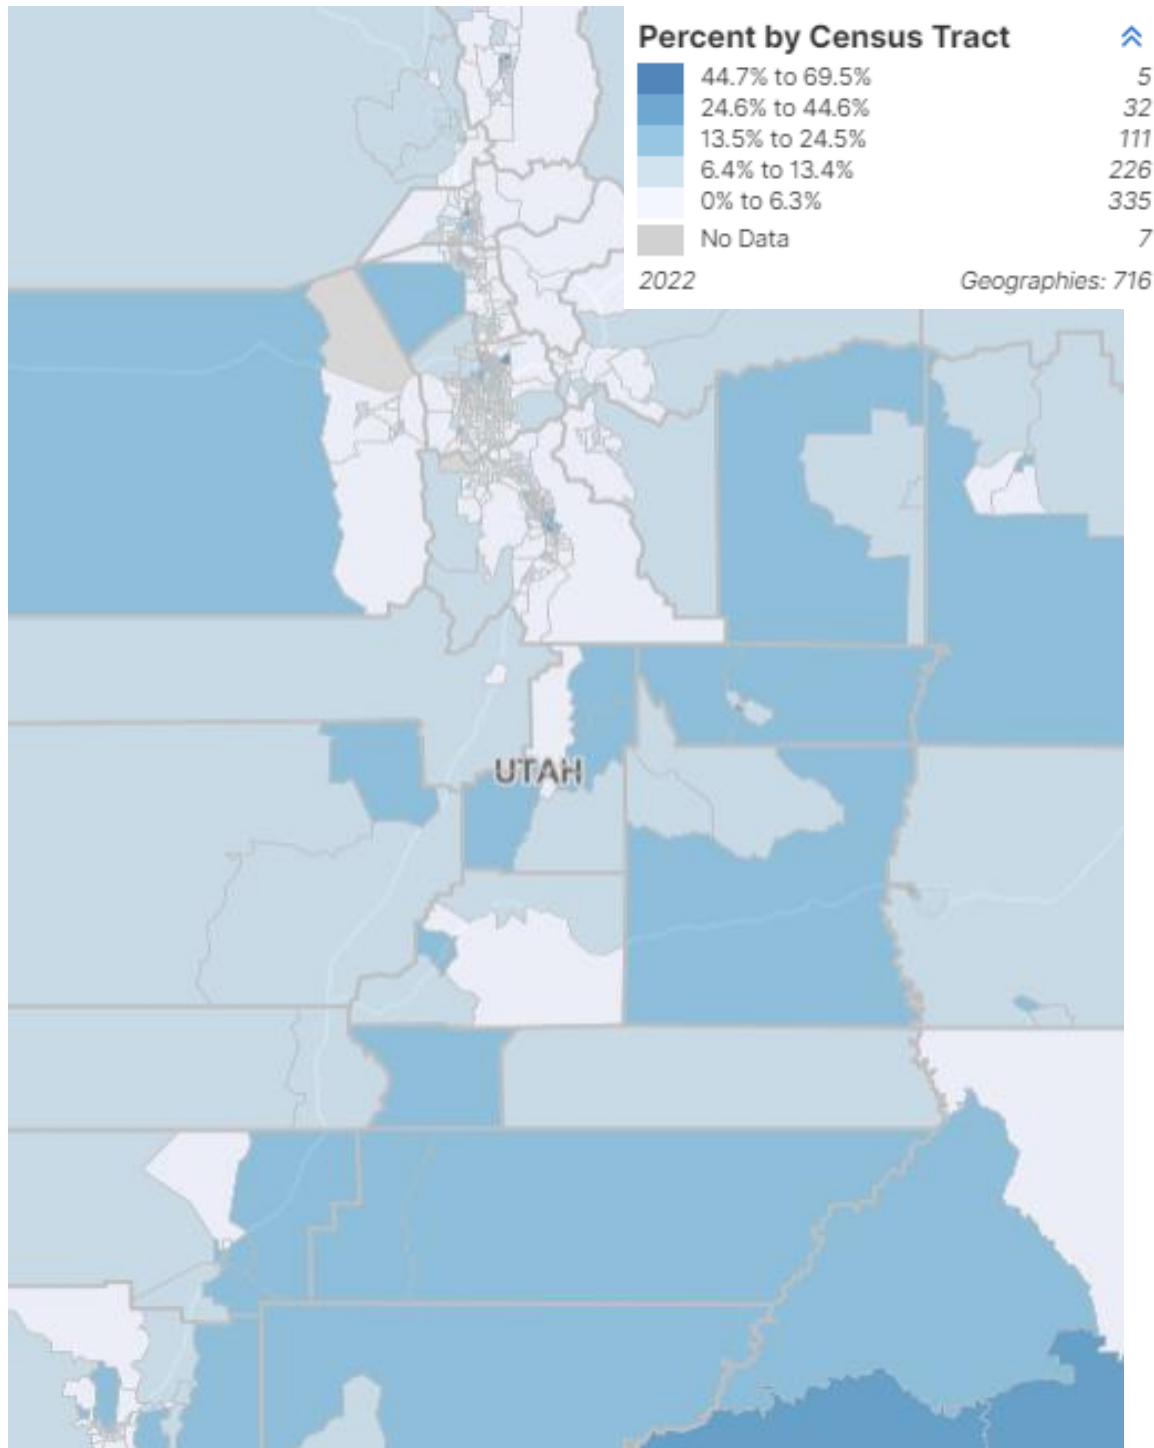 Percent by Census Tract
44.7% to 69.5% 5
24.6% to 44.6% 32
13.5% to 24.5% 111
6.4% to 13.4% 226
0% to 6.3% 335
No Data 7
2022 Geographies: 716
UTAH